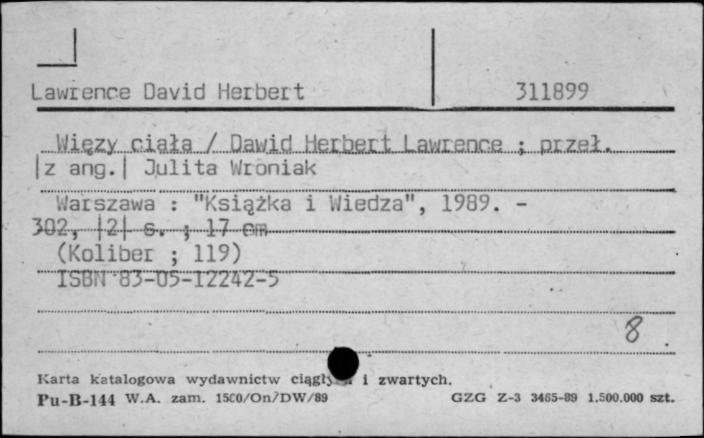 Lawrence David Herbert 311899
Więzy ciała / Dawid Herbert Lawrence ; przeł.
|z ang.| Julita Wroniak
Warszawa : "Książka i Wiedza", 1989. -
302, |2| s. ; 17 cm
(Koliber ; 119)
ISBN 83-05-12242-5
8
Karta katalogowa wydawnictw i zwartych.
Pu-B-144 W.A. zam. 1500/On/DW/89 GZG Z-3 3465-89 1.500.000 szt.